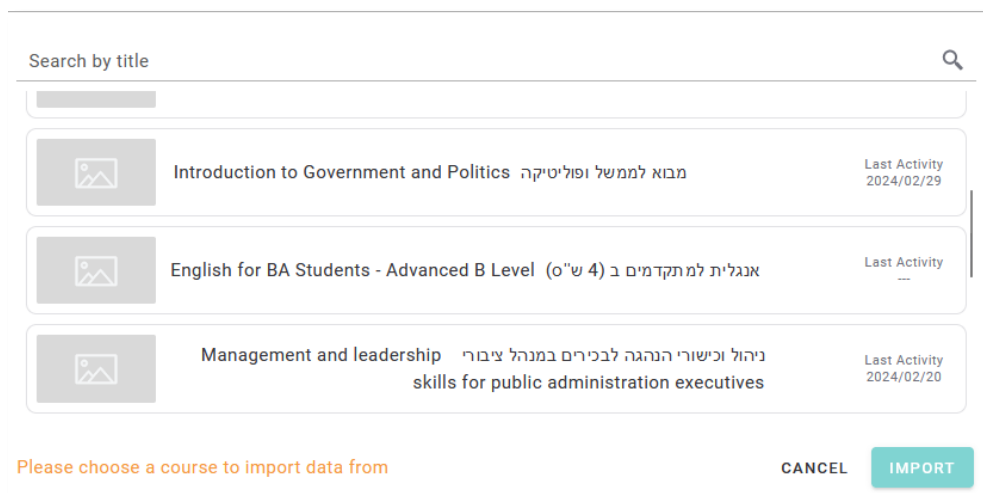 Search by title
מבוא לממשל ופוליטיקה Introduction to Government and Politics
Last Activity
2024/02/29
אנגלית למתקדמים ב (4 ש"ס) English for BA Students - Advanced B Level
Last Activity
---
ניהול וכישורי הנהגה לבכירים במנהל ציבורי Management and leadership
skills for public administration executives
Last Activity
2024/02/20
Please choose a course to import data from
CANCEL
IMPORT